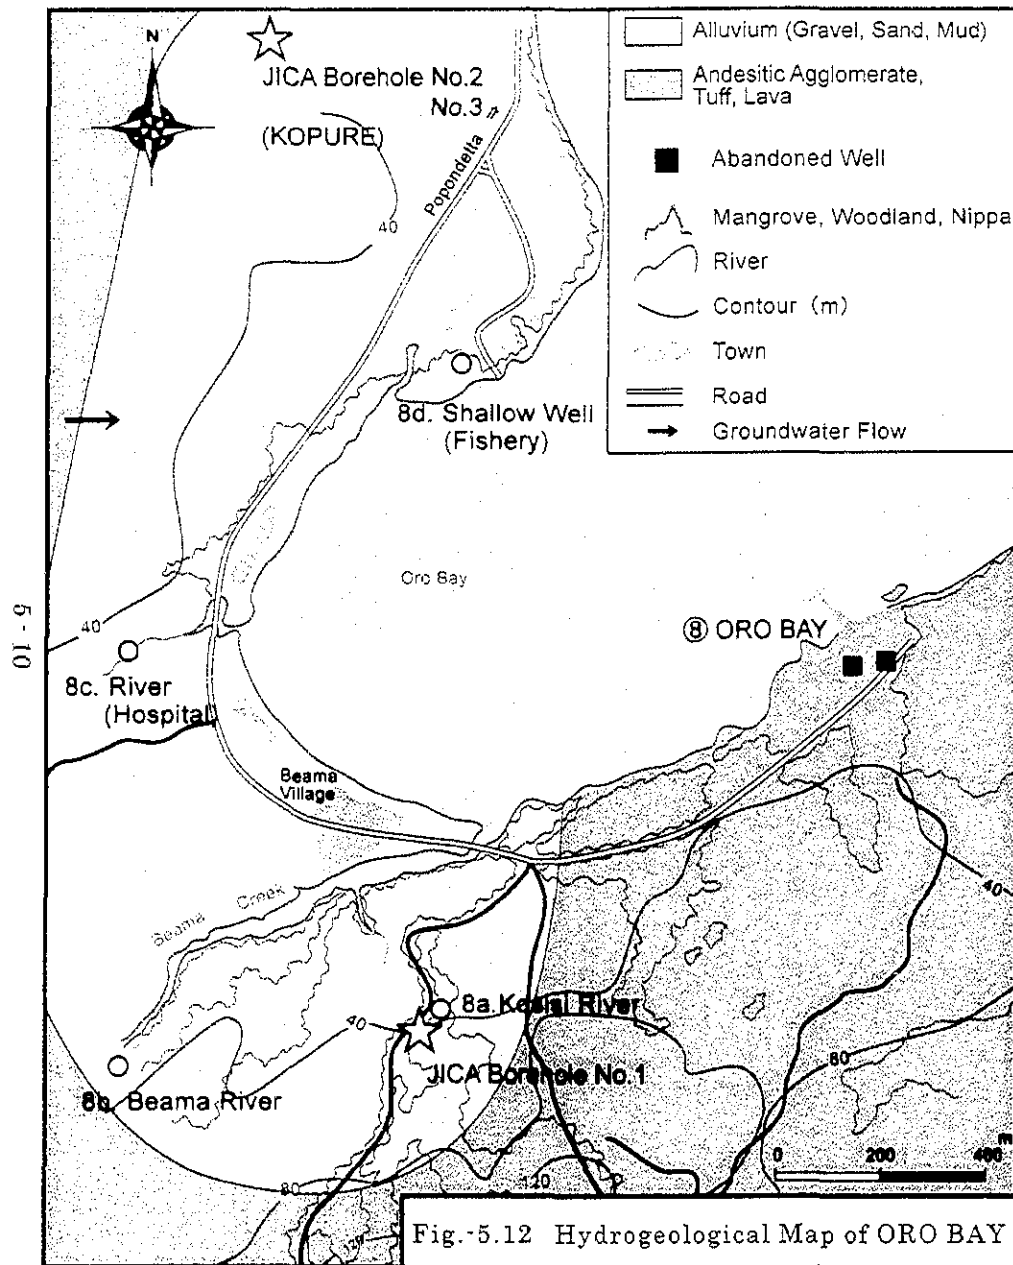 N
JICA Borehole No.2
No.3
(KOPURE)
40
Popondetta
Alluvium (Gravel, Sand, Mud)
Andesitic Agglomerate,
Tuff, Lava
Abandoned Well
Mangrove, Woodland, Nippa
River
Contour (m)
Town
Road
Groundwater Flow
8d. Shallow Well
(Fishery)
Oro Bay
⑧ ORO BAY
40
8c. River
(Hospital)
5 - 10
Beama
Village
Beama Creek
40
8a. Kesial River
40
JICA Borehole No.1
8b. Beama River
80
80
120
120
0 200 400 m
Fig.-5.12 Hydrogeological Map of ORO BAY